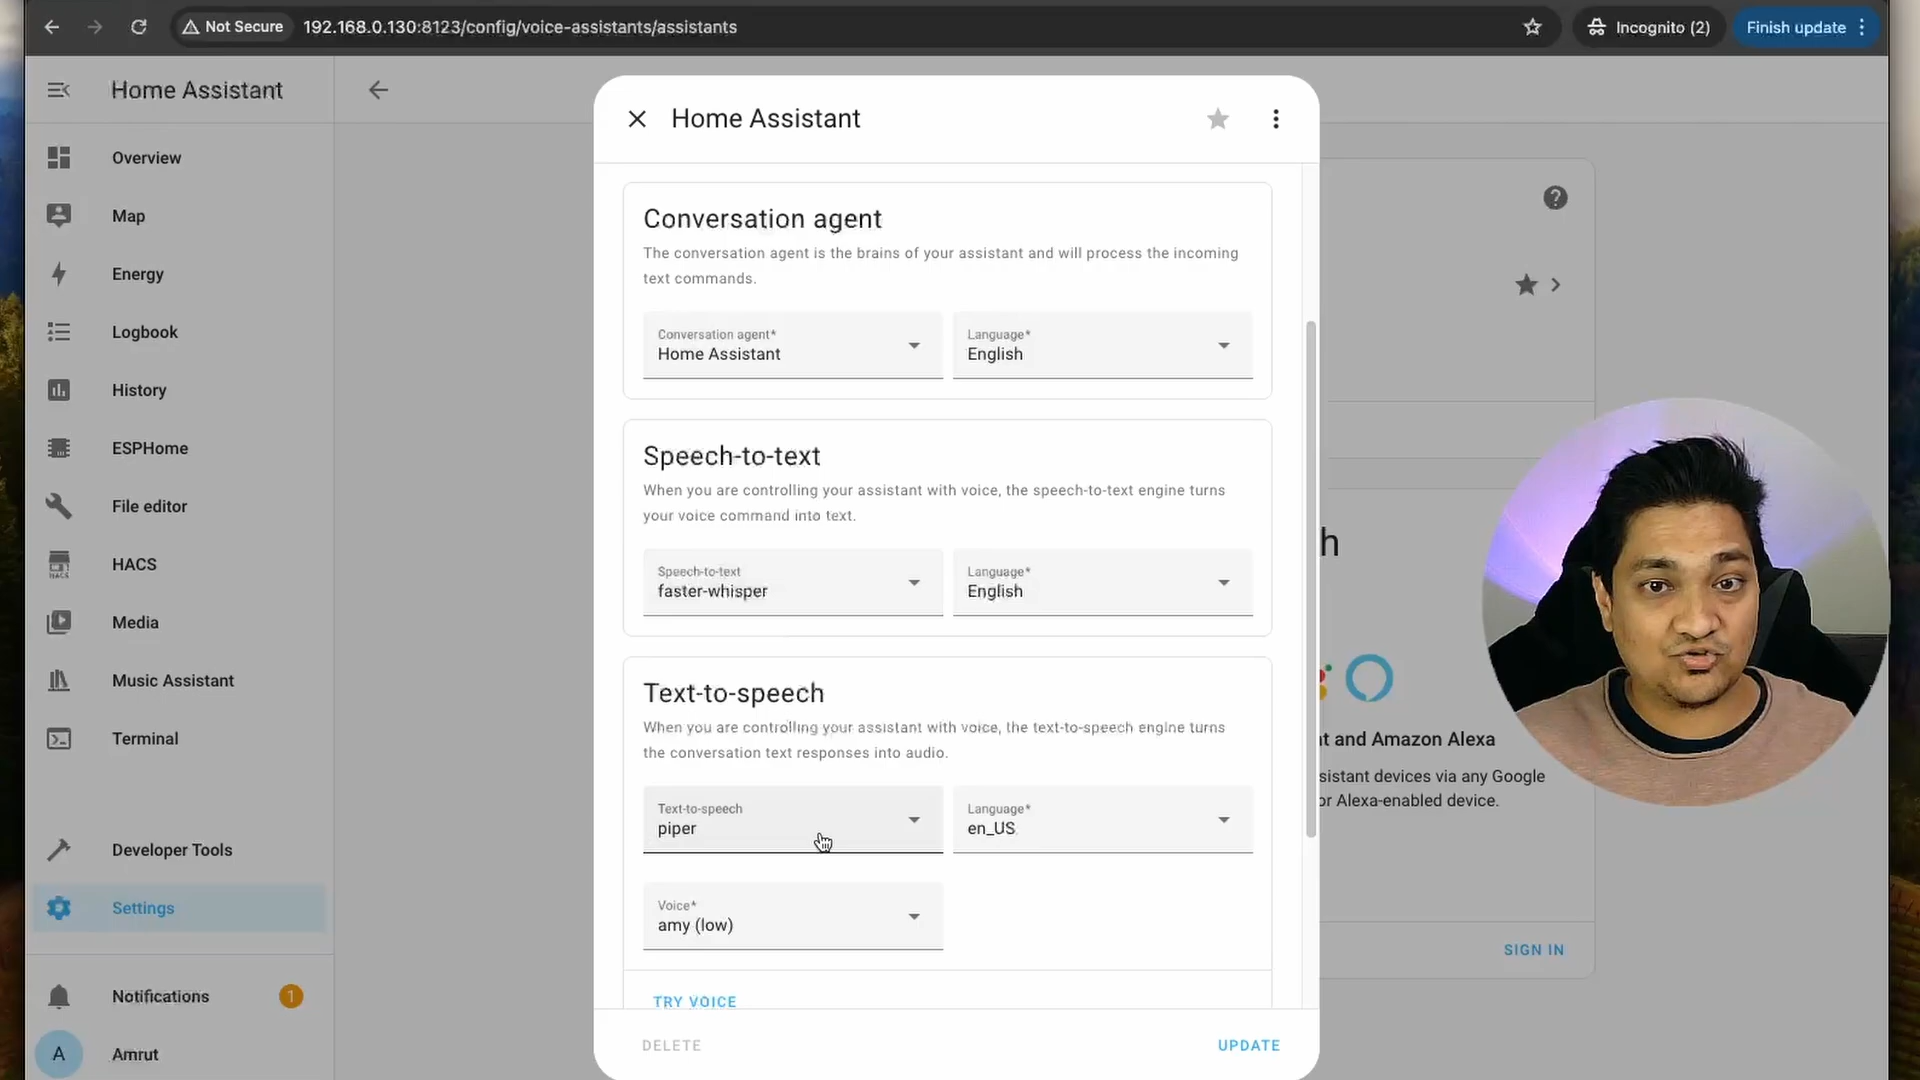 Not Secure 192.168.0.130:8123/config/voice-assistants/assistants
Incognito (2)
Finish update
Home Assistant
Overview
Map
Energy
Logbook
History
ESPHome
File editor
HACS
HACS
Media
Music Assistant
Terminal
Developer Tools
Settings
Notifications
1
A
Amrut
Home Assistant
Conversation agent
The conversation agent is the brains of your assistant and will process the incoming
text commands.
Conversation agent*
Home Assistant
Language*
English
Speech-to-text
When you are controlling your assistant with voice, the speech-to-text engine turns
your voice command into text.
Speech-to-text
faster-whisper
Language*
English
Text-to-speech
When you are controlling your assistant with voice, the text-to-speech engine turns
the conversation text responses into audio.
Text-to-speech
piper
Language*
en_US
Voice*
amy (low)
TRY VOICE
DELETE
UPDATE
h
nt and Amazon Alexa
sistant devices via any Google
or Alexa-enabled device.
SIGN IN